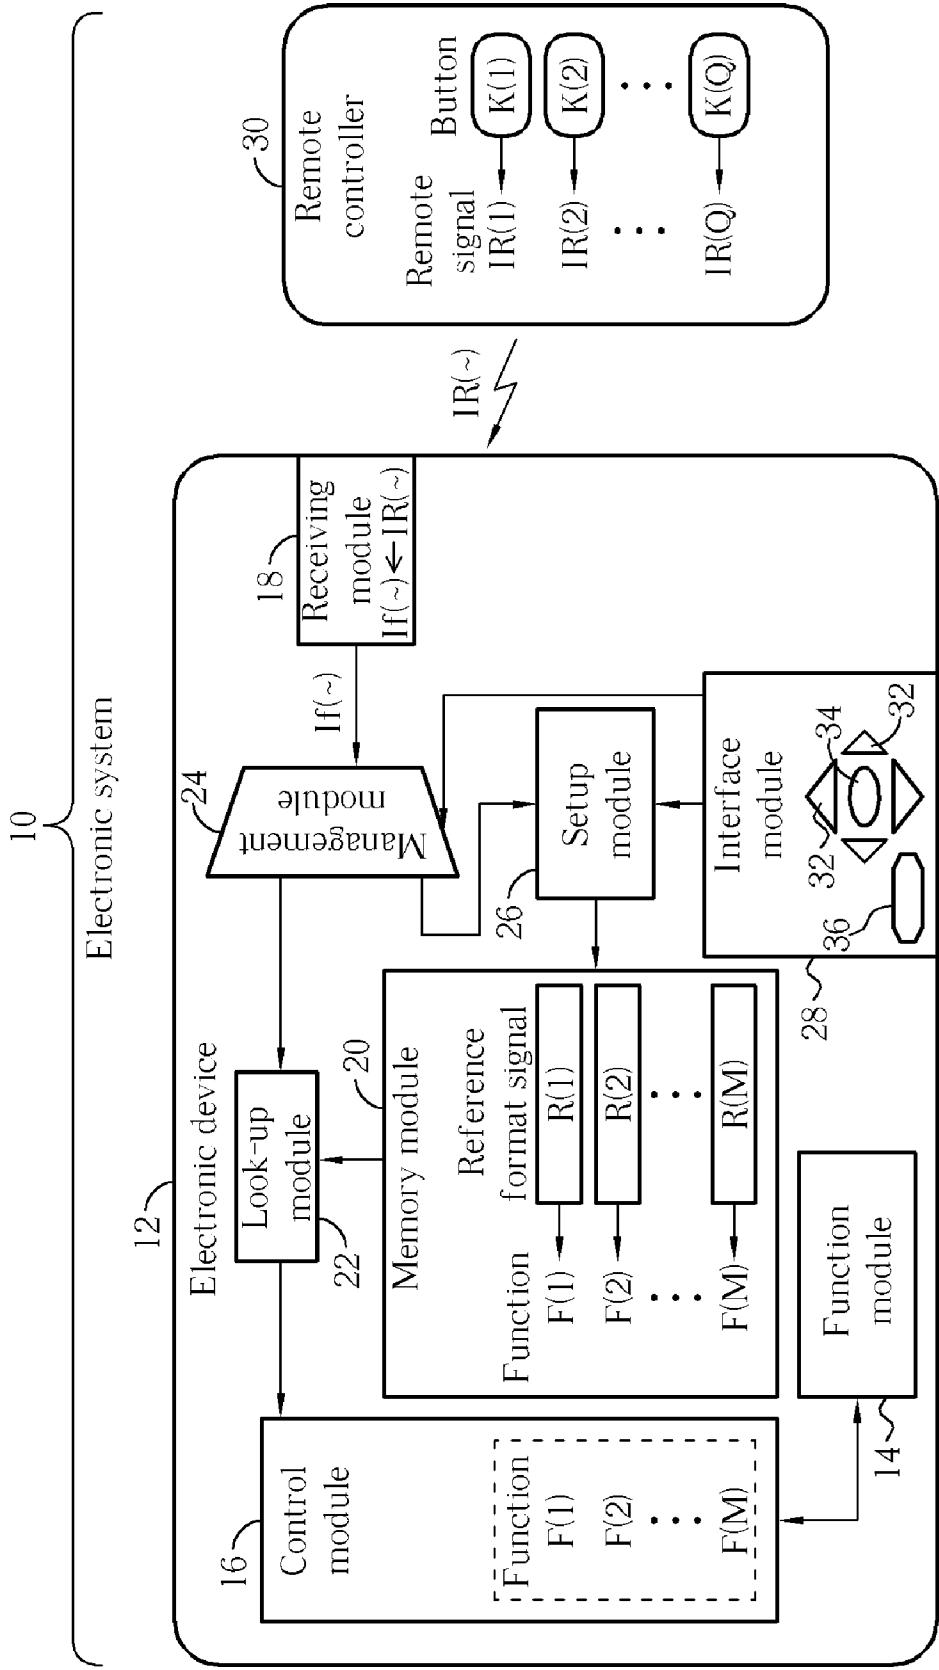 10
Electronic system
12
Electronic device
16
Control
module
Function
F(1)
F(2)
F(M)
14
Function
module
22
Look-up
module
20
Memory module
Function
Reference
format signal
F(1)
R(1)
F(2)
R(2)
F(M)
R(M)
24
Management
module
If(~)
18
Receiving
module
If(~)←IR(~)
26
Setup
module
28
Interface
module
36
32
34
32
IR(~)
30
Remote
controller
Remote
signal
Button
IR(1)
K(1)
IR(2)
K(2)
IR(Q)
K(Q)